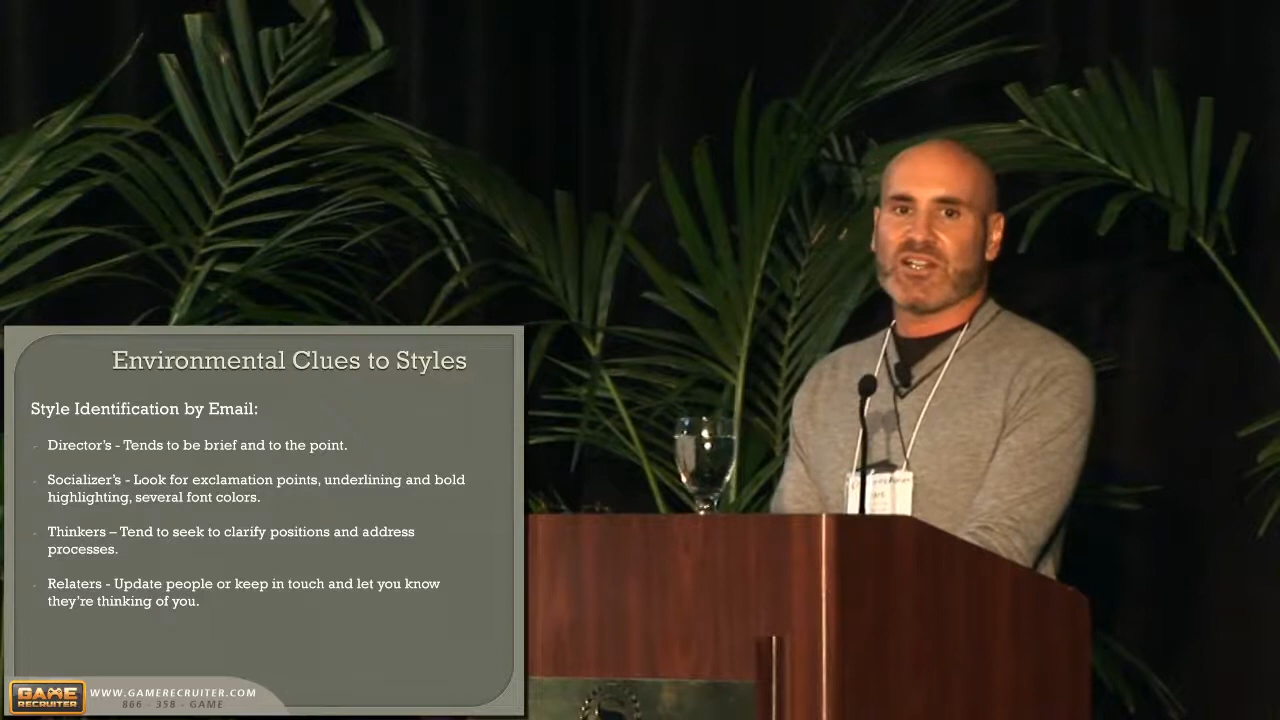 Environmental Clues to Styles
Style Identification by Email:
Director's - Tends to be brief and to the point.
Socializer's - Look for exclamation points, underlining and bold
highlighting, several font colors.
Thinkers – Tend to seek to clarify positions and address
processes.
Relaters - Update people or keep in touch and let you know
they're thinking of you.
GAME
RECRUITER
WWW.GAMERECRUITER.COM
866 - 358 - GAME